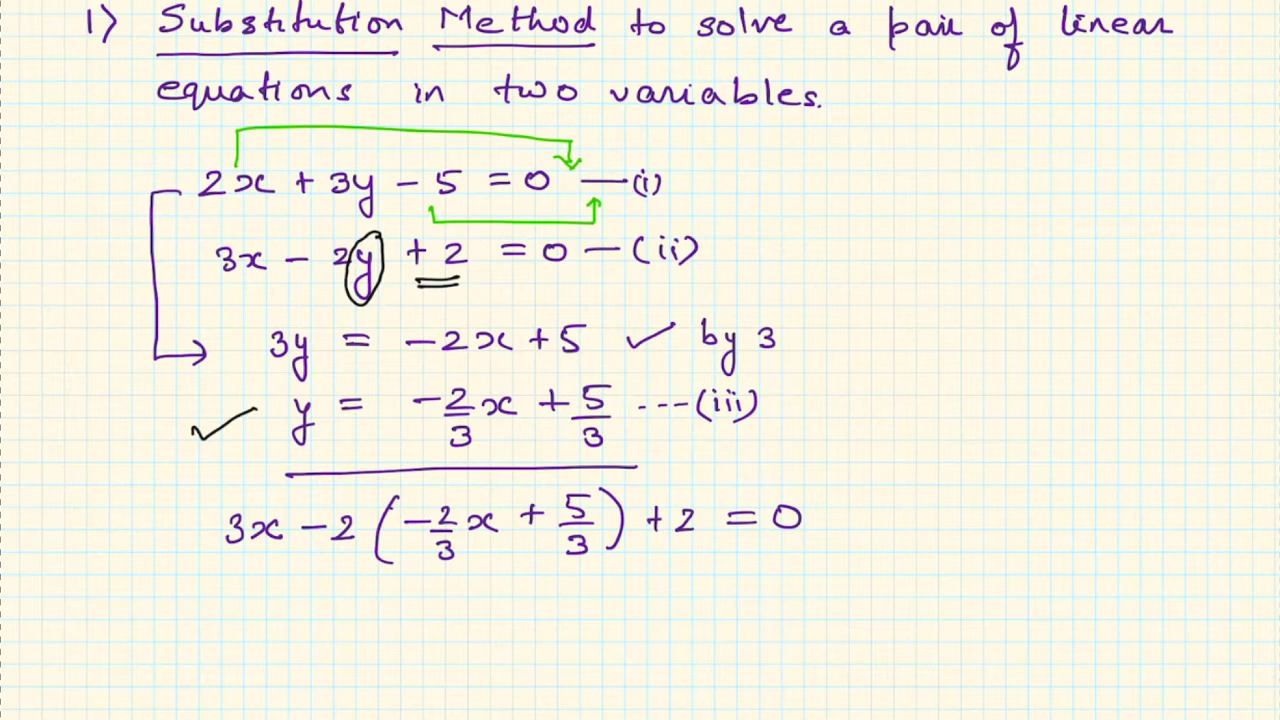 1) Substitution Method to solve a pair of linear
equations in two variables.
2x + 3y - 5 = 0 —(i)
3x - 2y + 2 = 0 —(ii)
3y = -2x + 5 ✓ by 3
✓ y = -2/3 x + 5/3 ---(iii)
3x - 2(-2/3 x + 5/3) + 2 = 0